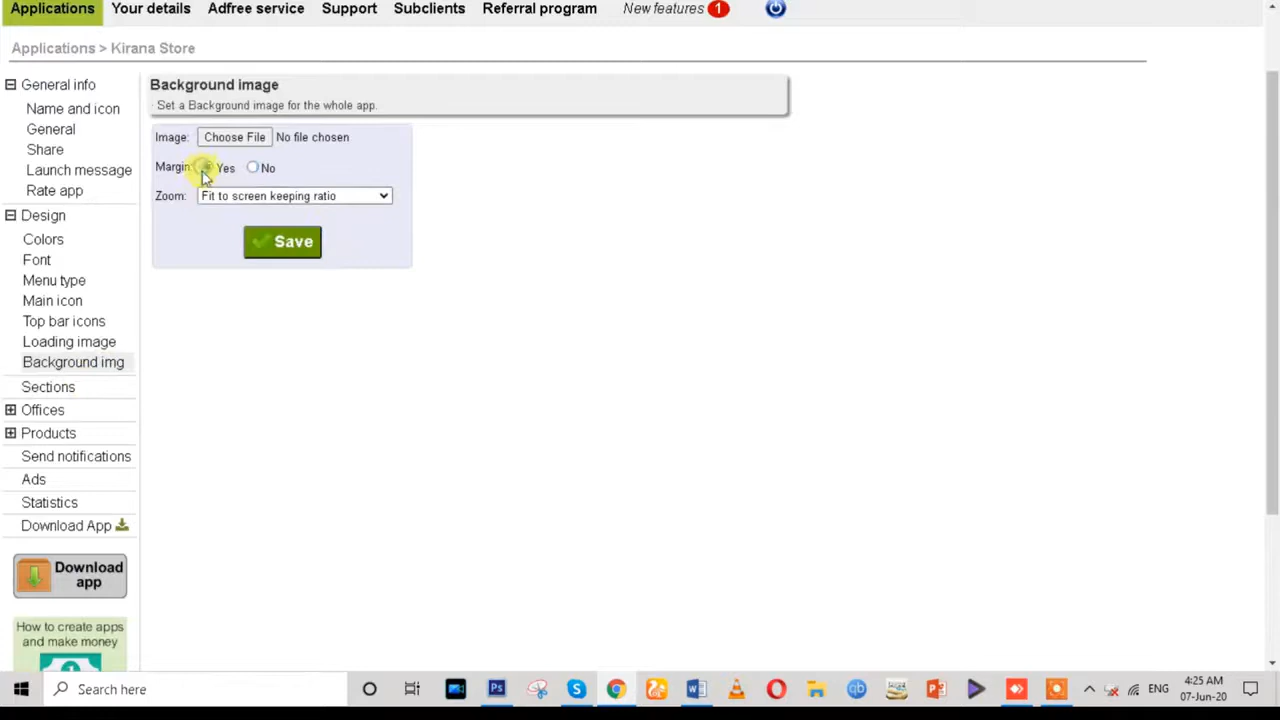 Applications Your details Adfree service Support Subclients Referral program New features 1
Applications > Kirana Store
General info
Name and icon
General
Share
Launch message
Rate app
Design
Colors
Font
Menu type
Main icon
Top bar icons
Loading image
Background img
Sections
Offices
Products
Send notifications
Ads
Statistics
Download App
Download
app
How to create apps
and make money
Background image
· Set a Background image for the whole app.
Image: Choose File No file chosen
Margin: Yes No
Zoom: Fit to screen keeping ratio
Save
Search here
Ps
S
W
qb
P
ENG
4:25 AM
07-Jun-20